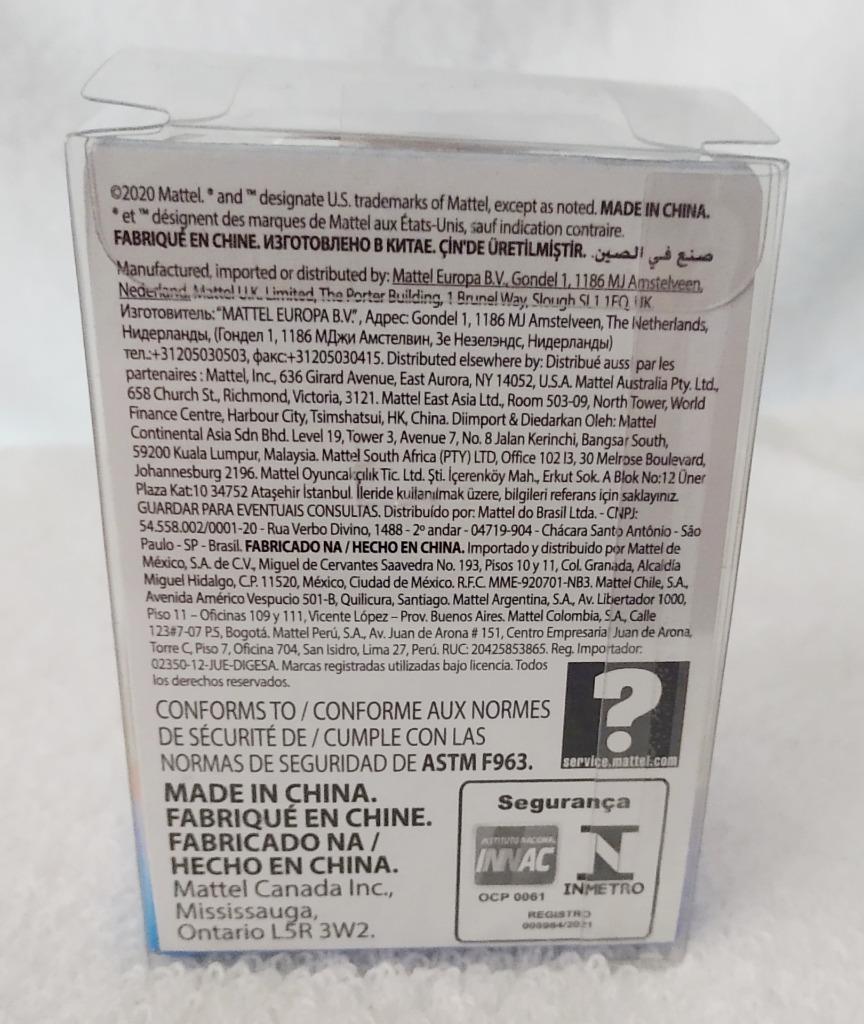 ©2020 Mattel. ® and ™ designate U.S. trademarks of Mattel, except as noted. MADE IN CHINA.
® et ™ désignent des marques de Mattel aux États-Unis, sauf indication contraire.
FABRIQUÉ EN CHINE. ИЗГОТОВЛЕНО В КИТАЕ. ÇİN'DE ÜRETİLMİŞTİR. صنع في الصين.
Manufactured, imported or distributed by: Mattel Europa B.V., Gondel 1, 1186 MJ Amstelveen,
Nederland. Mattel U.K. Limited, The Porter Building, 1 Brunel Way, Slough SL1 1FQ, UK.
Изготовитель: "MATTEL EUROPA B.V.", Адрес: Gondel 1, 1186 MJ Amstelveen, The Netherlands,
Нидерланды, (Гондел 1, 1186 МДжи Амстелвин, Зе Незелэндс, Нидерланды)
тел.:+31205030503, факс:+31205030415. Distributed elsewhere by: Distribué aussi par les
partenaires : Mattel, Inc., 636 Girard Avenue, East Aurora, NY 14052, U.S.A. Mattel Australia Pty. Ltd.,
658 Church St., Richmond, Victoria, 3121. Mattel East Asia Ltd., Room 503-09, North Tower, World
Finance Centre, Harbour City, Tsimshatsui, HK, China. Diimport & Diedarkan Oleh: Mattel
Continental Asia Sdn Bhd. Level 19, Tower 3, Avenue 7, No. 8 Jalan Kerinchi, Bangsar South,
59200 Kuala Lumpur, Malaysia. Mattel South Africa (PTY) LTD, Office 102 I3, 30 Melrose Boulevard,
Johannesburg 2196. Mattel Oyuncakçılık Tic. Ltd. Şti. İçerenköy Mah., Erkut Sok. A Blok No:12 Üner
Plaza Kat:10 34752 Ataşehir İstanbul. İleride kullanılmak üzere, bilgileri referans için saklayınız.
GUARDAR PARA EVENTUAIS CONSULTAS. Distribuído por: Mattel do Brasil Ltda. - CNPJ:
54.558.002/0001-20 - Rua Verbo Divino, 1488 - 2º andar - 04719-904 - Chácara Santo Antônio - São
Paulo - SP - Brasil. FABRICADO NA / HECHO EN CHINA. Importado y distribuido por Mattel de
México, S.A. de C.V., Miguel de Cervantes Saavedra No. 193, Pisos 10 y 11, Col. Granada, Alcaldía
Miguel Hidalgo, C.P. 11520, México, Ciudad de México. R.F.C. MME-920701-NB3. Mattel Chile, S.A.,
Avenida Américo Vespucio 501-B, Quilicura, Santiago. Mattel Argentina, S.A., Av. Libertador 1000,
Piso 11 – Oficinas 109 y 111, Vicente López – Prov. Buenos Aires. Mattel Colombia, S.A., Calle
123#7-07 P.5, Bogotá. Mattel Perú, S.A., Av. Juan de Arona # 151, Centro Empresarial Juan de Arona,
Torre C, Piso 7, Oficina 704, San Isidro, Lima 27, Perú. RUC: 20425853865. Reg. Importador:
02350-12-JUE-DIGESA. Marcas registradas utilizadas bajo licencia. Todos
los derechos reservados.
?
service.mattel.com
CONFORMS TO / CONFORME AUX NORMES
DE SÉCURITÉ DE / CUMPLE CON LAS
NORMAS DE SEGURIDAD DE ASTM F963.
MADE IN CHINA.
FABRIQUÉ EN CHINE.
FABRICADO NA /
HECHO EN CHINA.
Mattel Canada Inc.,
Mississauga,
Ontario L5R 3W2.
Segurança
INSTITUTO NACIONAL
INNAC
OCP 0061
INMETRO
REGISTRO